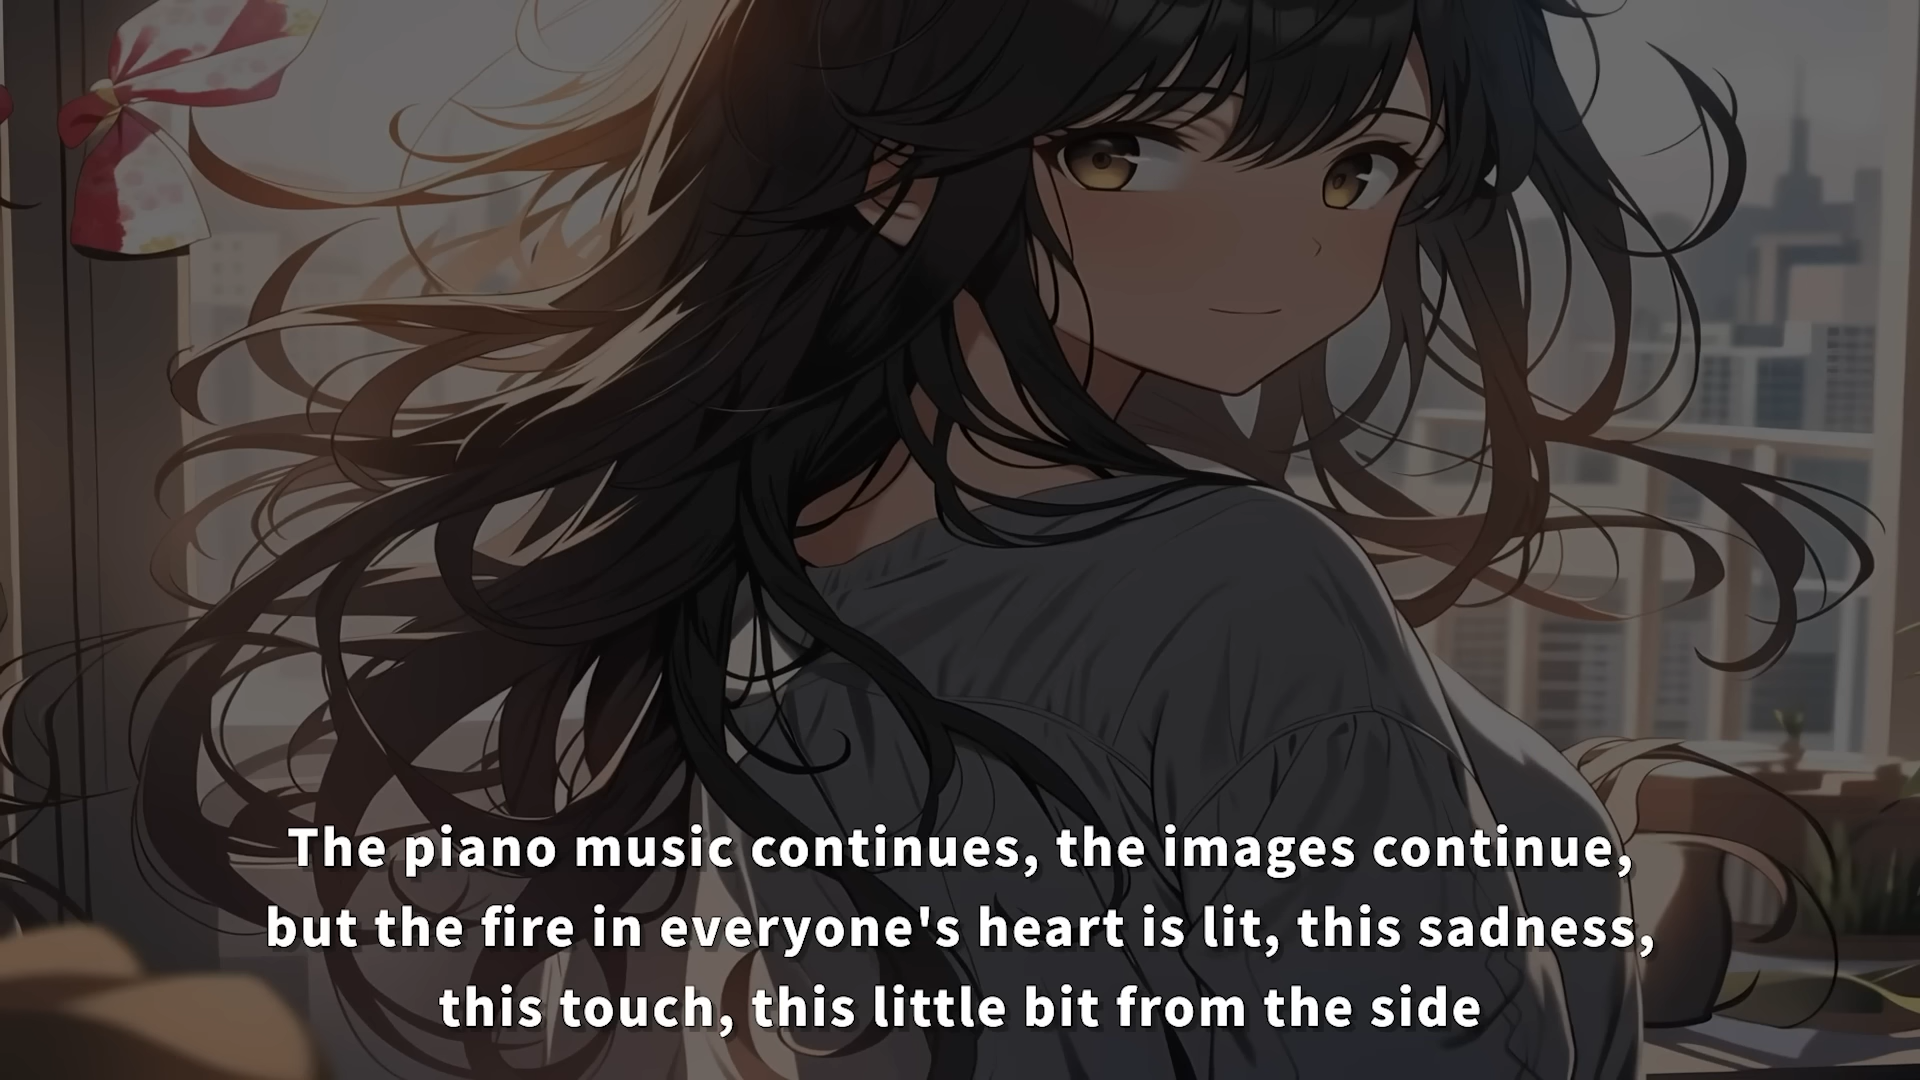 The piano music continues, the images continue,
but the fire in everyone's heart is lit, this sadness,
this touch, this little bit from the side